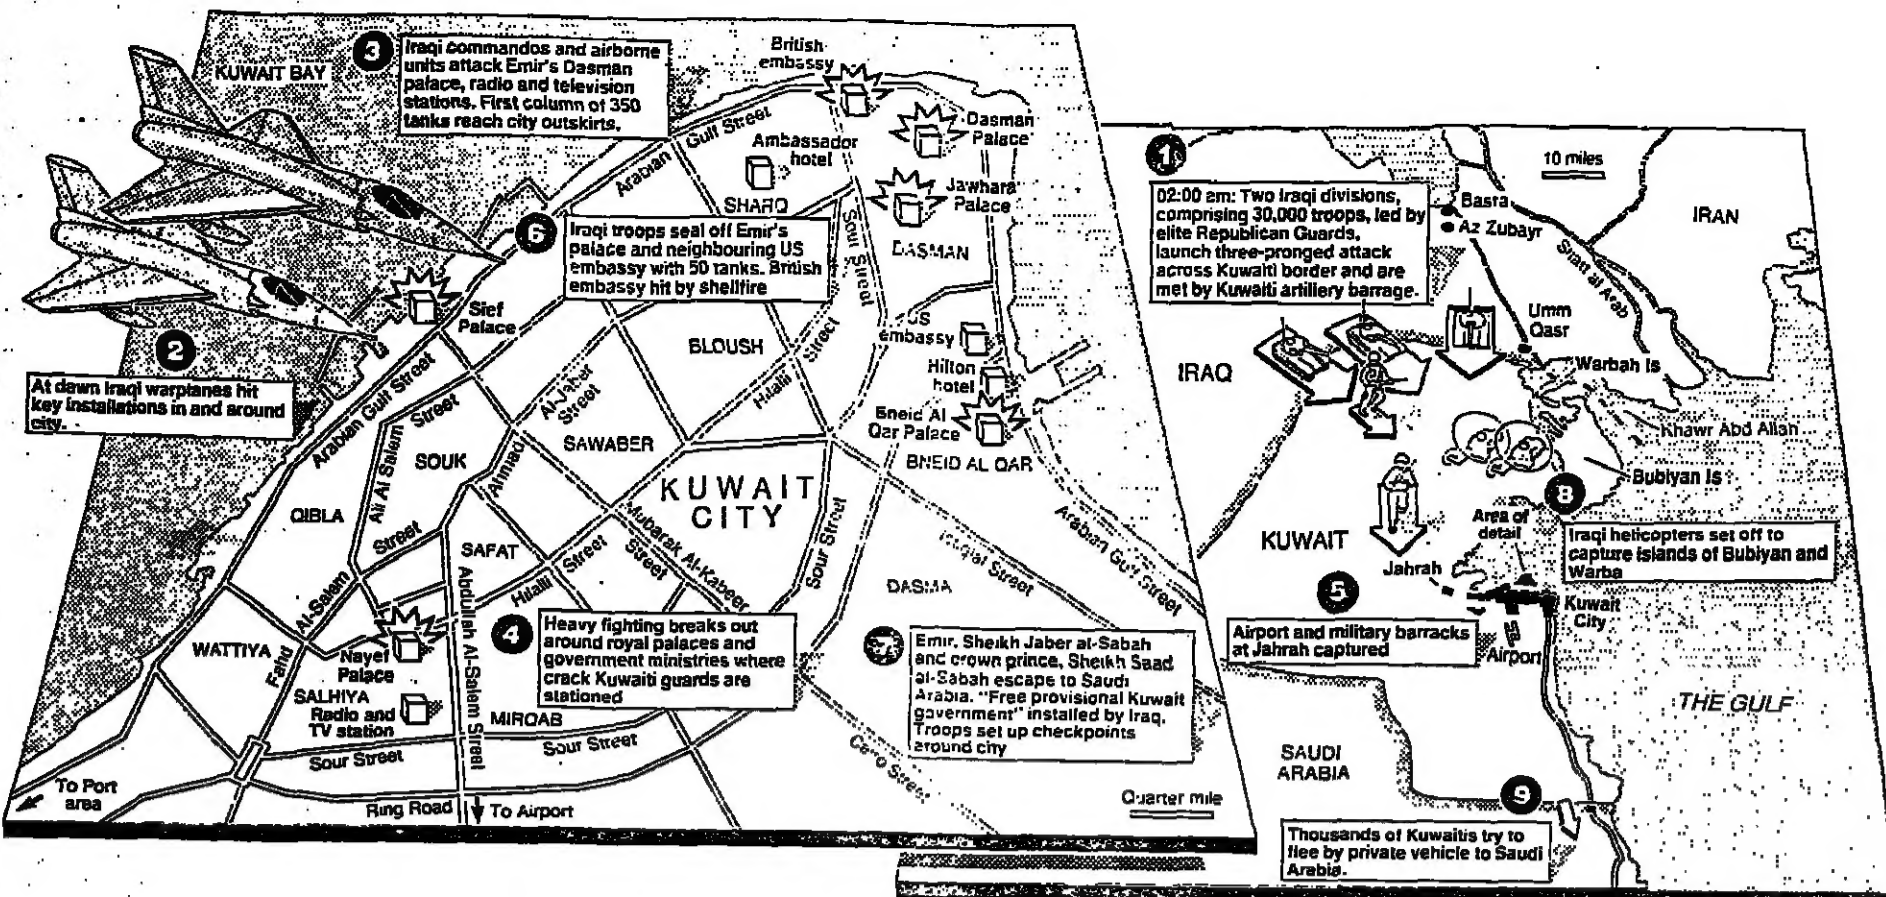 KUWAIT BAY
3
Iraqi commandos and airborne
units attack Emir's Dasman
palace, radio and television
stations. First column of 350
tanks reach city outskirts.
British
embassy
Dasman
Palace
Ambassador
hotel
Arabian Gulf Street
SHARQ
Jawhara
Palace
DASMAN
Sour Street
6
Iraqi troops seal off Emir's
palace and neighbouring US
embassy with 50 tanks. British
embassy hit by shellfire
Sief
Palace
2
At dawn Iraqi warplanes hit
key installations in and around
city.
US
embassy
Hilton
hotel
Bneid Al
Qar Palace
BNEID AL QAR
BLOUSH
Hilalli Street
Al-Jaber
Street
Ahmad
SAWABER
Arabian Gulf Street
Ali Al Salem
Street
SOUK
QIBLA
KUWAIT
CITY
Mubarak Al-Kabeer
Street
Sour Street
SAFAT
Street
Hilalli Street
Abdullah Al-Salem Street
Fahd Al-Salem
WATTIYA
Nayef
Palace
SALHIYA
Radio and
TV station
4
Heavy fighting breaks out
around royal palaces and
government ministries where
crack Kuwaiti guards are
stationed
MIRQAB
Sour Street
Sour Street
DASMA
Istiqlal Street
Arabian Gulf Street
Emir, Sheikh Jaber al-Sabah
and crown prince, Sheikh Saad
al-Sabah escape to Saudi
Arabia. "Free provisional Kuwait
government" installed by Iraq.
Troops set up checkpoints
around city
Cairo Street
To Port
area
Ring Road
To Airport
Quarter mile
1
02:00 am: Two Iraqi divisions,
comprising 30,000 troops, led by
elite Republican Guards,
launch three-pronged attack
across Kuwaiti border and are
met by Kuwaiti artillery barrage.
10 miles
Basra
Az Zubayr
IRAN
Shatt al Arab
Umm
Qasr
Warbah Is
IRAQ
Khawr Abd Allah
Bubiyan Is
8
Iraqi helicopters set off to
capture islands of Bubiyan and
Warba
Area of
detail
KUWAIT
Jahrah
5
Airport and military barracks
at Jahrah captured
Kuwait
City
Airport
THE GULF
SAUDI
ARABIA
9
Thousands of Kuwaitis try to
flee by private vehicle to Saudi
Arabia.